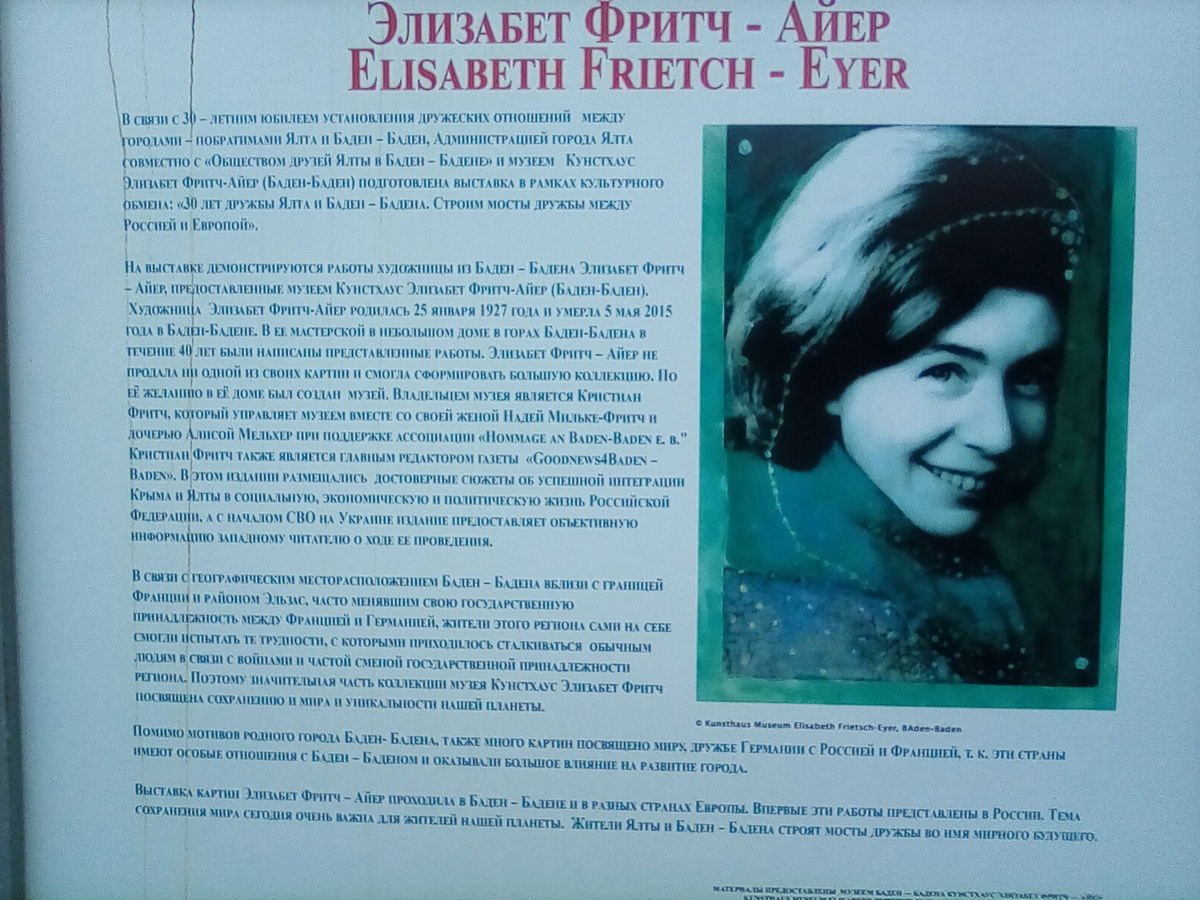 Элизабет Фритч - Айер
Elisabeth Frietch - Eyer
В связи с 30 – летним юбилеем установления дружеских отношений между
городами – побратимами Ялта и Баден – Баден, Администрацией города Ялта
совместно с «Обществом друзей Ялты в Баден – Бадене» и музеем Кунстхаус
Элизабет Фритч-Айер (Баден-Баден) подготовлена выставка в рамках культурного
обмена: «30 лет дружбы Ялта и Баден – Бадена. Строим мосты дружбы между
Россией и Европой».
На выставке демонстрируются работы художницы из Баден – Бадена Элизабет Фритч
– Айер, предоставленные музеем Кунстхаус Элизабет Фритч-Айер (Баден-Баден).
Художница Элизабет Фритч-Айер родилась 25 января 1927 года и умерла 5 мая 2015
года в Баден-Бадене. В ее мастерской в небольшом доме в горах Баден-Бадена в
течение 40 лет были написаны представленные работы. Элизабет Фритч – Айер не
продала ни одной из своих картин и смогла сформировать большую коллекцию. По
её желанию в её доме был создан музей. Владельцем музея является Кристиан
Фритч, который управляет музеем вместе со своей женой Надей Мильке-Фритч и
дочерью Алисой Мельхер при поддержке ассоциации «Hommage an Baden-Baden e. в."
Кристиан Фритч также является главным редактором газеты «Goodnews4Baden –
Baden». В этом издании размещались достоверные сюжеты об успешной интеграции
Крыма и Ялты в социальную, экономическую и политическую жизнь Российской
Федерации, а с началом СВО на Украине издание предоставляет объективную
информацию западному читателю о ходе ее проведения.
В связи с географическим месторасположением Баден – Бадена вблизи с границей
Франции и районом Эльзас, часто менявшим свою государственную
принадлежность между Францией и Германией, жители этого региона сами на себе
смогли испытать те трудности, с которыми приходилось сталкиваться обычным
людям в связи с войнами и частой сменой государственной принадлежности
региона. Поэтому значительная часть коллекции музея Кунстхаус Элизабет Фритч
посвящена сохранению и мира и уникальности нашей планеты.
© Kunsthaus Museum Elisabeth Frietsch-Eyer, BAden-Baden
Помимо мотивов родного города Баден- Бадена, также много картин посвящено миру, дружбе Германии с Россией и Францией, т. к. эти страны
имеют особые отношения с Баден – Баденом и оказывали большое влияние на развитие города.
Выставка картин Элизабет Фритч – Айер проходила в Баден – Бадене и в разных странах Европы. Впервые эти работы представлены в России. Тема
сохранения мира сегодня очень важна для жителей нашей планеты. Жители Ялты и Баден – Бадена строят мосты дружбы во имя мирного будущего.
материалы предоставлены музеем Баден – Бадена Кунстхаус